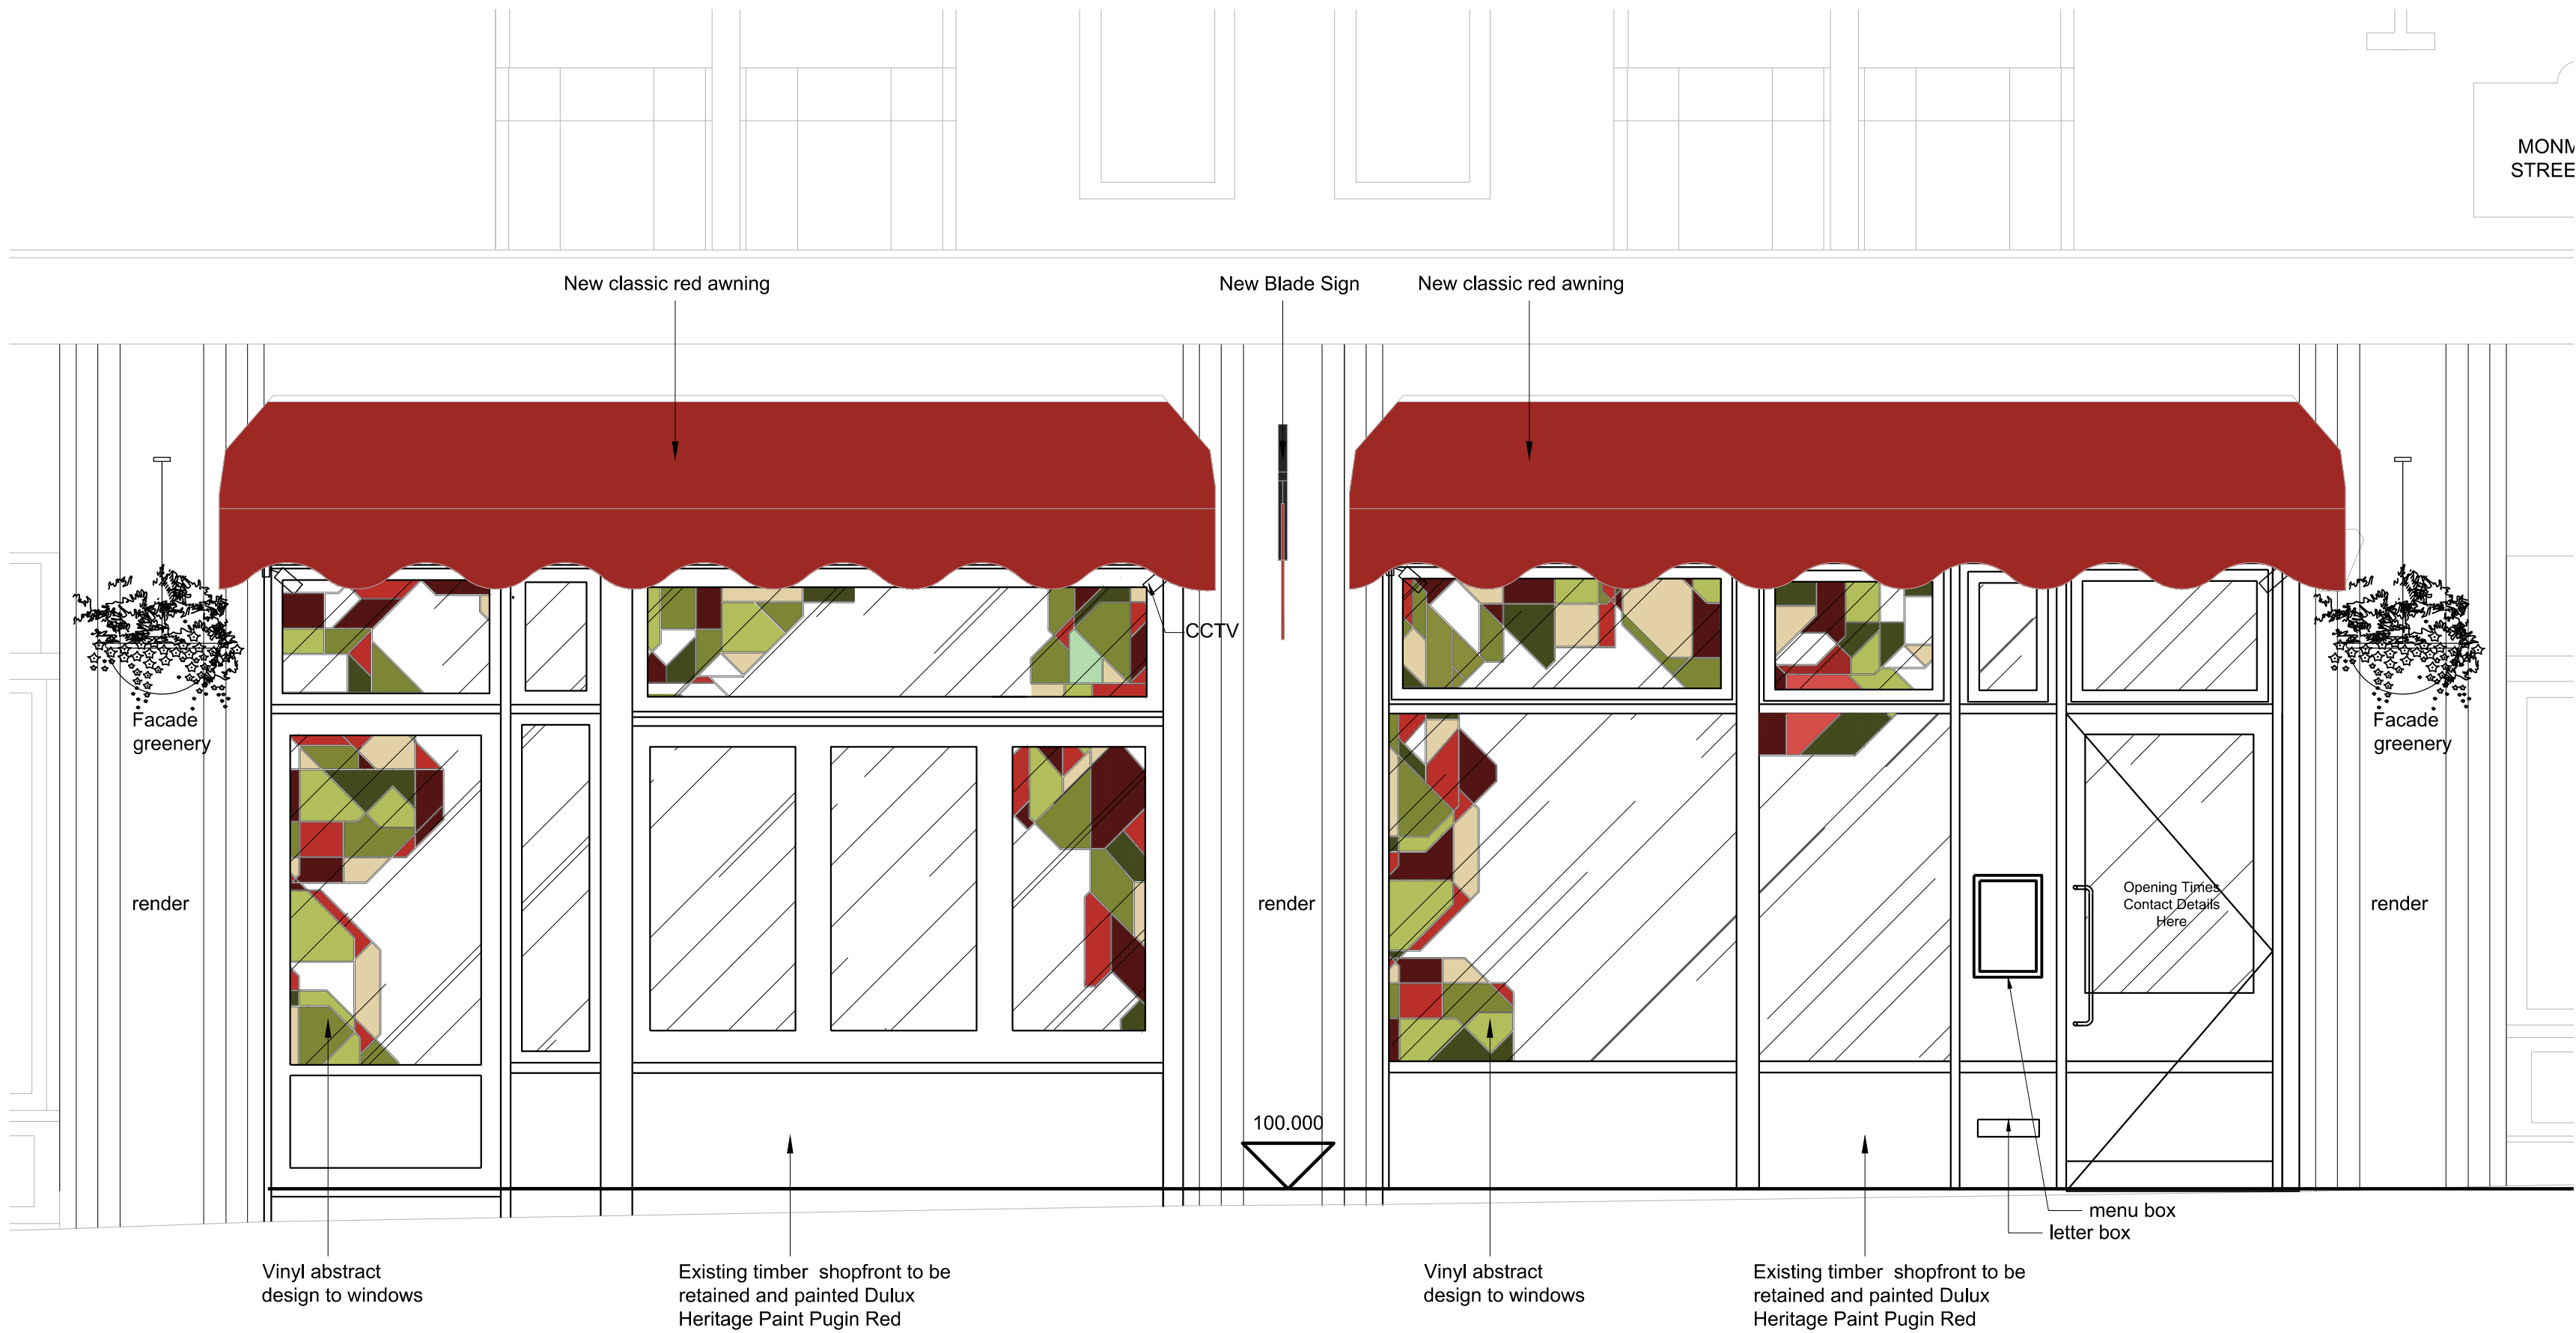 MONM
STREE
New classic red awning
New Blade Sign
New classic red awning
CCTV
Facade
greenery
Facade
greenery
render
render
Opening Times
Contact Details
Here
render
100.000
menu box
letter box
Vinyl abstract
design to windows
Existing timber shopfront to be
retained and painted Dulux
Heritage Paint Pugin Red
Vinyl abstract
design to windows
Existing timber shopfront to be
retained and painted Dulux
Heritage Paint Pugin Red